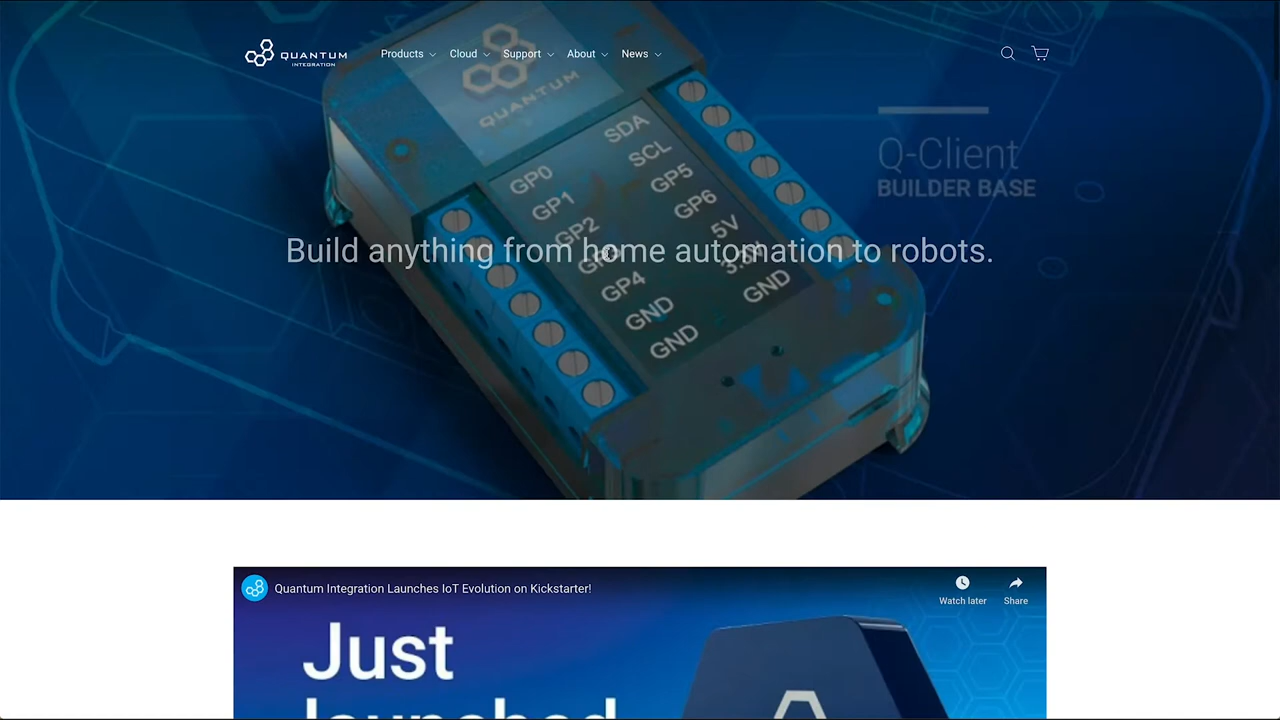 QUANTUM
INTEGRATION
Products
Cloud
Support
About
News
QUANTUM
Q-Client
BUILDER BASE
SDA
SCL
GP5
GP6
5V
GND
GP0
GP1
GP2
GP4
GND
GND
Build anything from home automation to robots.
Quantum Integration Launches IoT Evolution on Kickstarter!
Watch later
Share
Just
launched